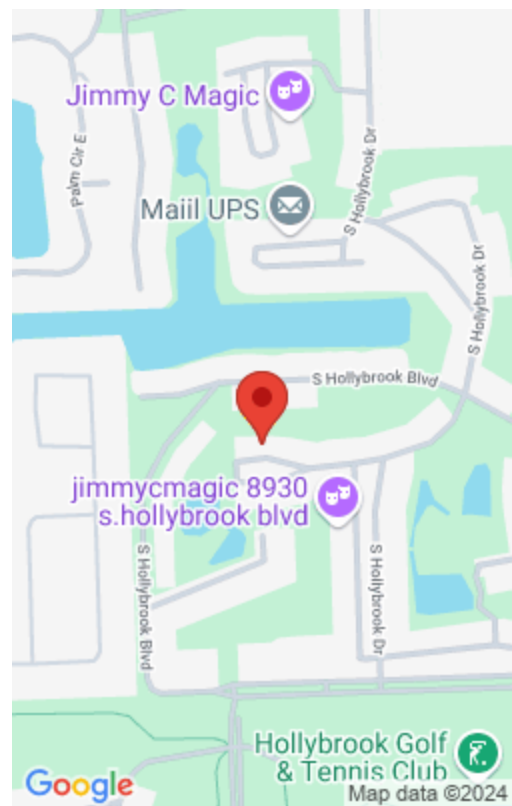 Jimmy C Magic
Palm Cir E
Maiil UPS
S Hollybrook Dr
S Hollybrook Dr
S Hollybrook Blvd
jimmycmagic 8930
s.hollybrook blvd
S Hollybrook Blvd
S Hollybrook Dr
Hollybrook Golf
& Tennis Club
Google
Map data ©2024